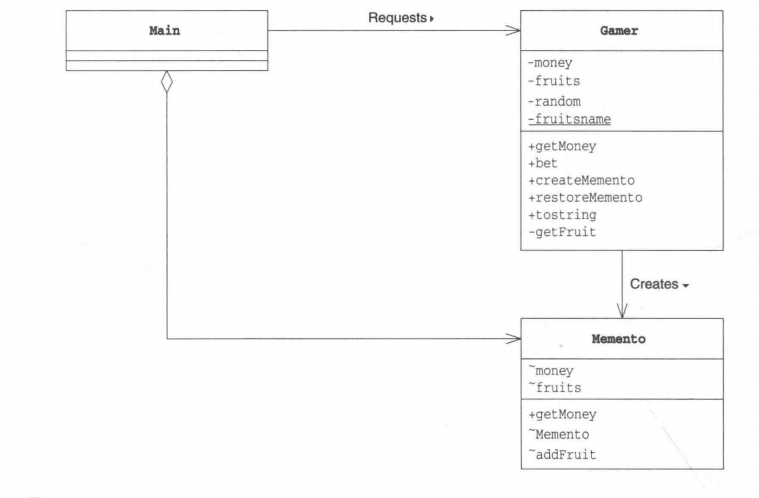 Main
Requests▸
Gamer
-money
-fruits
-random
-fruitsname
+getMoney
+bet
+createMemento
+restoreMemento
+tostring
-getFruit
Creates ▾
Memento
~money
~fruits
+getMoney
~Memento
~addFruit